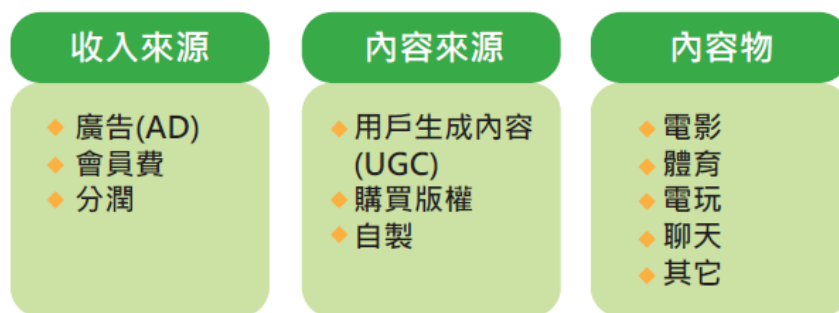 收入來源
廣告(AD)
會員費
分潤
內容來源
用戶生成內容
(UGC)
購買版權
自製
內容物
電影
體育
電玩
聊天
其它